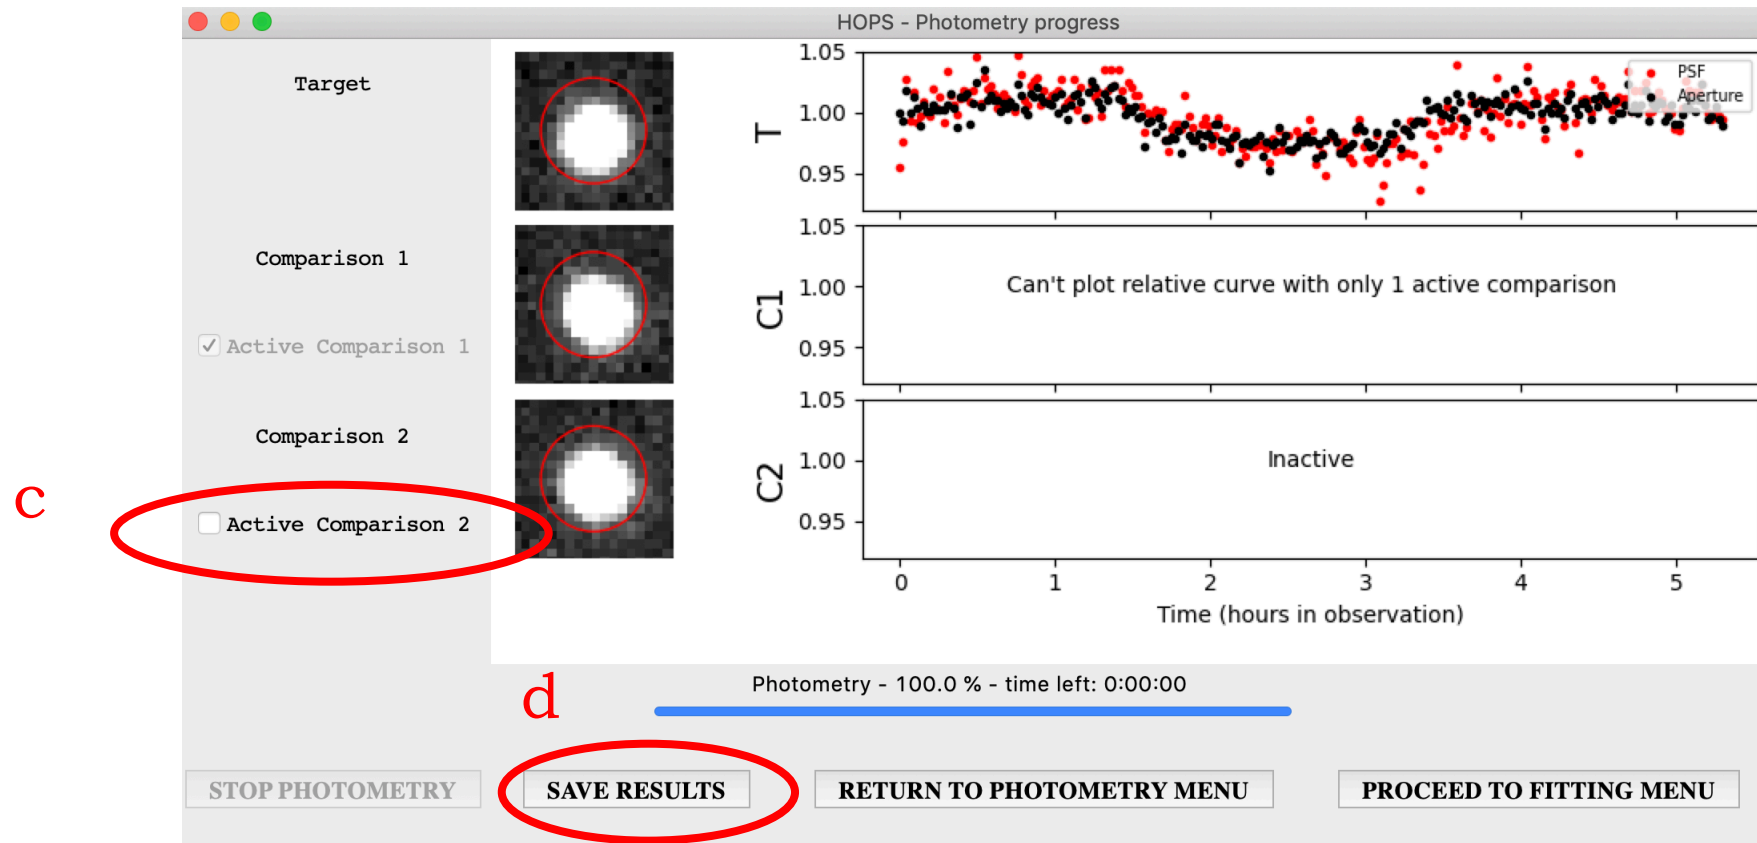 HOPS - Photometry progress
Target
Comparison 1
Active Comparison 1
Comparison 2
c
Active Comparison 2
T
1.05
1.00
0.95
PSF
Aperture
C1
1.05
1.00
0.95
Can't plot relative curve with only 1 active comparison
C2
1.05
1.00
0.95
Inactive
0 1 2 3 4 5
Time (hours in observation)
d
Photometry - 100.0 % - time left: 0:00:00
STOP PHOTOMETRY
SAVE RESULTS
RETURN TO PHOTOMETRY MENU
PROCEED TO FITTING MENU